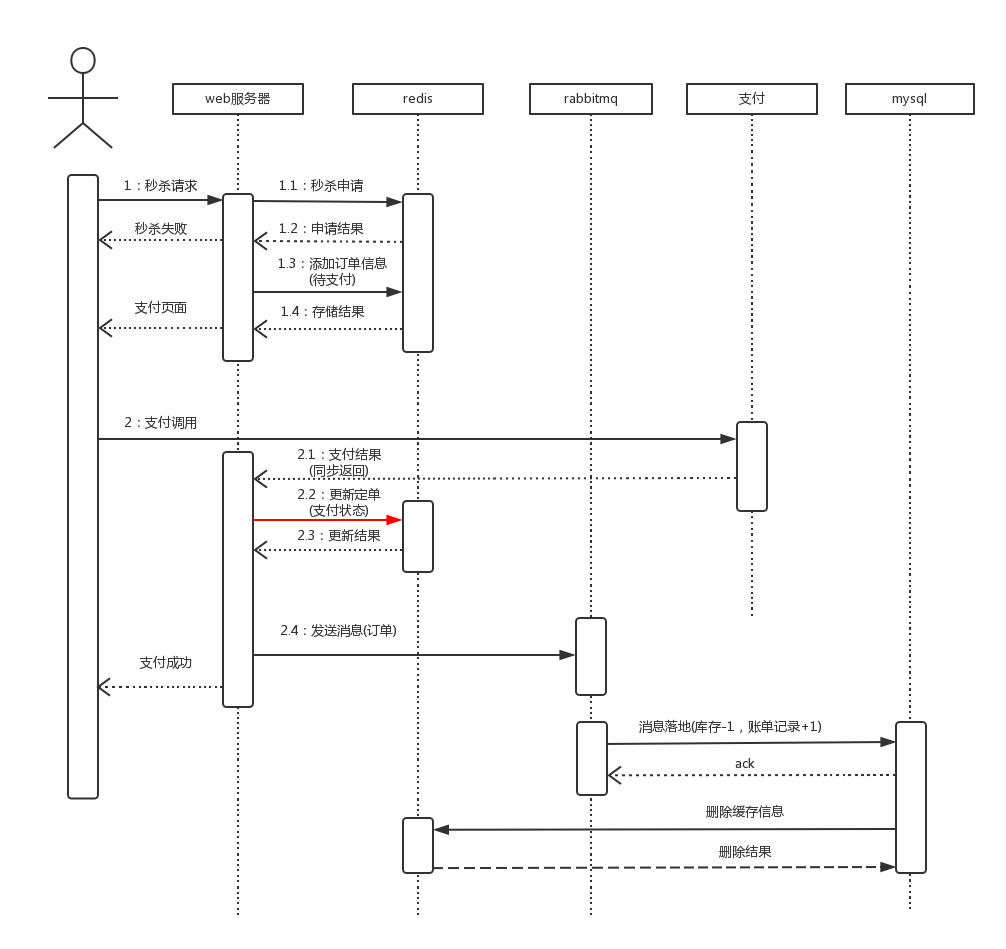 web服务器
redis
rabbitmq
支付
mysql
1：秒杀请求
1.1：秒杀申请
秒杀失败
1.2：申请结果
1.3：添加订单信息
(待支付)
支付页面
1.4：存储结果
2：支付调用
2.1：支付结果
(同步返回)
2.2：更新定单
(支付状态)
2.3：更新结果
2.4：发送消息(订单)
支付成功
消息落地(库存-1，账单记录+1)
ack
删除缓存信息
删除结果